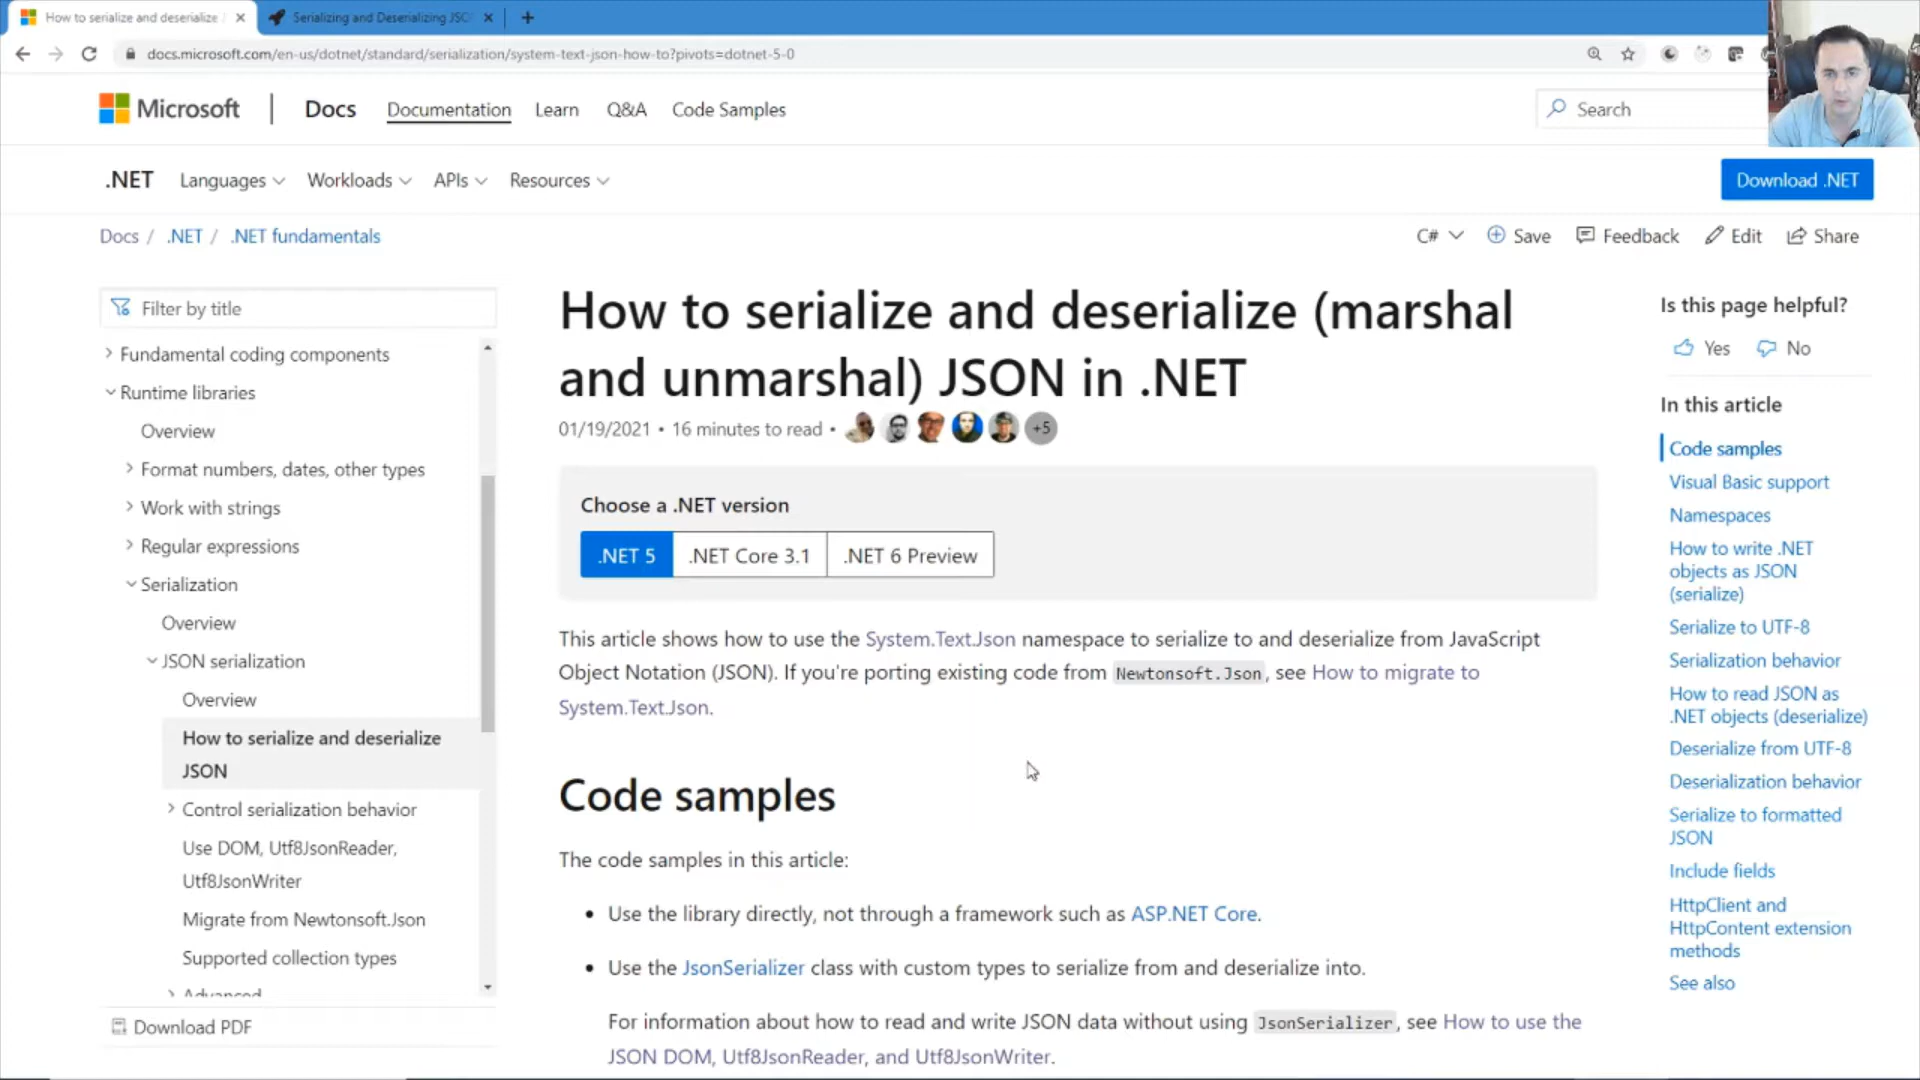 How to serialize and deserialize
Serializing and Deserializing JSO
docs.microsoft.com/en-us/dotnet/standard/serialization/system-text-json-how-to?pivots=dotnet-5-0
Microsoft
Docs
Documentation
Learn
Q&A
Code Samples
Search
.NET
Languages
Workloads
APIs
Resources
Download .NET
Docs / .NET / .NET fundamentals
C#
Save
Feedback
Edit
Share
Filter by title
Fundamental coding components
Runtime libraries
Overview
Format numbers, dates, other types
Work with strings
Regular expressions
Serialization
Overview
JSON serialization
Overview
How to serialize and deserialize
JSON
Control serialization behavior
Use DOM, Utf8JsonReader,
Utf8JsonWriter
Migrate from Newtonsoft.Json
Supported collection types
Advanced
Download PDF
How to serialize and deserialize (marshal
and unmarshal) JSON in .NET
01/19/2021 • 16 minutes to read •
+5
Choose a .NET version
.NET 5
.NET Core 3.1
.NET 6 Preview
This article shows how to use the System.Text.Json namespace to serialize to and deserialize from JavaScript
Object Notation (JSON). If you're porting existing code from Newtonsoft.Json, see How to migrate to
System.Text.Json.
Code samples
The code samples in this article:
• Use the library directly, not through a framework such as ASP.NET Core.
• Use the JsonSerializer class with custom types to serialize from and deserialize into.
For information about how to read and write JSON data without using JsonSerializer, see How to use the
JSON DOM, Utf8JsonReader, and Utf8JsonWriter.
Is this page helpful?
Yes
No
In this article
Code samples
Visual Basic support
Namespaces
How to write .NET
objects as JSON
(serialize)
Serialize to UTF-8
Serialization behavior
How to read JSON as
.NET objects (deserialize)
Deserialize from UTF-8
Deserialization behavior
Serialize to formatted
JSON
Include fields
HttpClient and
HttpContent extension
methods
See also